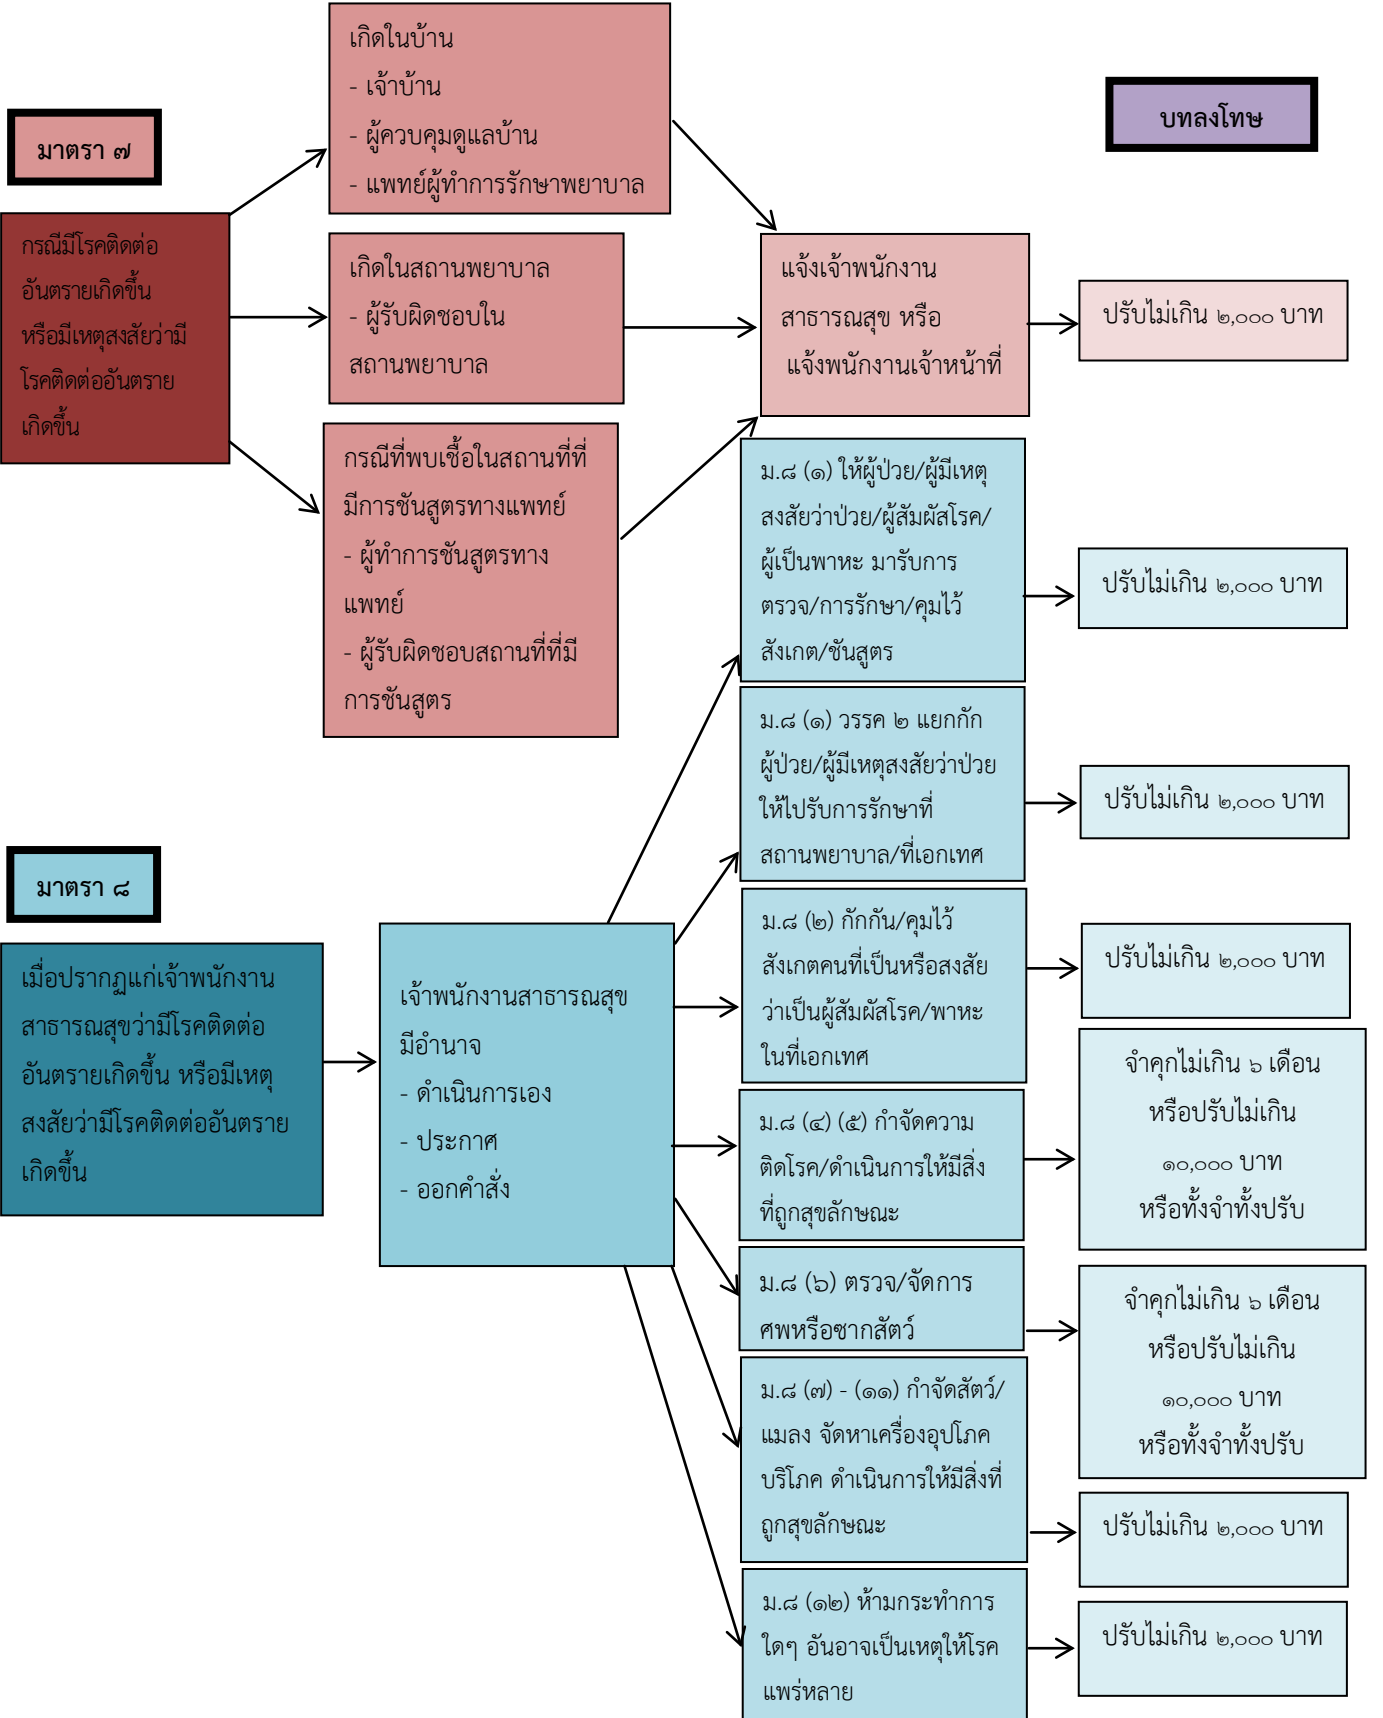 มาตรา ๗
กรณีมีโรคติดต่อ
อันตรายเกิดขึ้น
หรือมีเหตุสงสัยว่ามี
โรคติดต่ออันตราย
เกิดขึ้น
เกิดในบ้าน
- เจ้าบ้าน
- ผู้ควบคุมดูแลบ้าน
- แพทย์ผู้ทำการรักษาพยาบาล
เกิดในสถานพยาบาล
- ผู้รับผิดชอบใน
สถานพยาบาล
กรณีที่พบเชื้อในสถานที่ที่
มีการชันสูตรทางแพทย์
- ผู้ทำการชันสูตรทาง
แพทย์
- ผู้รับผิดชอบสถานที่ที่มี
การชันสูตร
แจ้งเจ้าพนักงาน
สาธารณสุข หรือ
แจ้งพนักงานเจ้าหน้าที่
บทลงโทษ
ปรับไม่เกิน ๒,๐๐๐ บาท
มาตรา ๘
เมื่อปรากฏแก่เจ้าพนักงาน
สาธารณสุขว่ามีโรคติดต่อ
อันตรายเกิดขึ้น หรือมีเหตุ
สงสัยว่ามีโรคติดต่ออันตราย
เกิดขึ้น
เจ้าพนักงานสาธารณสุข
มีอำนาจ
- ดำเนินการเอง
- ประกาศ
- ออกคำสั่ง
ม.๘ (๑) ให้ผู้ป่วย/ผู้มีเหตุ
สงสัยว่าป่วย/ผู้สัมผัสโรค/
ผู้เป็นพาหะ มารับการ
ตรวจ/การรักษา/คุมไว้
สังเกต/ชันสูตร
ปรับไม่เกิน ๒,๐๐๐ บาท
ม.๘ (๑) วรรค ๒ แยกกัก
ผู้ป่วย/ผู้มีเหตุสงสัยว่าป่วย
ให้ไปรับการรักษาที่
สถานพยาบาล/ที่เอกเทศ
ปรับไม่เกิน ๒,๐๐๐ บาท
ม.๘ (๒) กักกัน/คุมไว้
สังเกตคนที่เป็นหรือสงสัย
ว่าเป็นผู้สัมผัสโรค/พาหะ
ในที่เอกเทศ
ปรับไม่เกิน ๒,๐๐๐ บาท
ม.๘ (๔) (๕) กำจัดความ
ติดโรค/ดำเนินการให้มีสิ่ง
ที่ถูกสุขลักษณะ
จำคุกไม่เกิน ๖ เดือน
หรือปรับไม่เกิน
๑๐,๐๐๐ บาท
หรือทั้งจำทั้งปรับ
ม.๘ (๖) ตรวจ/จัดการ
ศพหรือซากสัตว์
จำคุกไม่เกิน ๖ เดือน
หรือปรับไม่เกิน
๑๐,๐๐๐ บาท
หรือทั้งจำทั้งปรับ
ม.๘ (๗) - (๑๑) กำจัดสัตว์/
แมลง จัดหาเครื่องอุปโภค
บริโภค ดำเนินการให้มีสิ่งที่
ถูกสุขลักษณะ
ปรับไม่เกิน ๒,๐๐๐ บาท
ม.๘ (๑๒) ห้ามกระทำการ
ใดๆ อันอาจเป็นเหตุให้โรค
แพร่หลาย
ปรับไม่เกิน ๒,๐๐๐ บาท